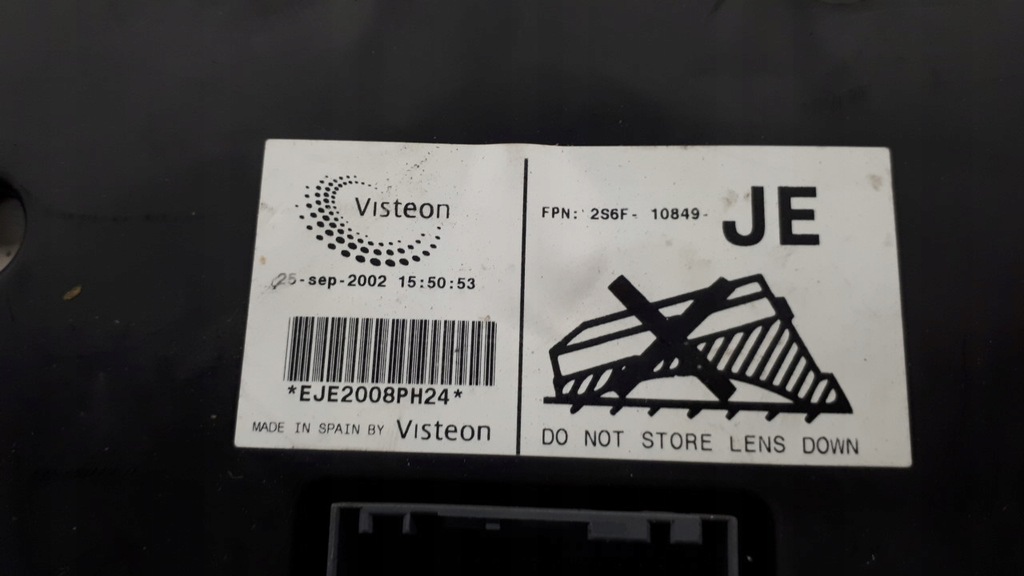 Visteon
25-sep-2002 15:50:53
*EJE2008PH24*
MADE IN SPAIN BY Visteon
FPN: 2S6F- 10849- JE
DO NOT STORE LENS DOWN